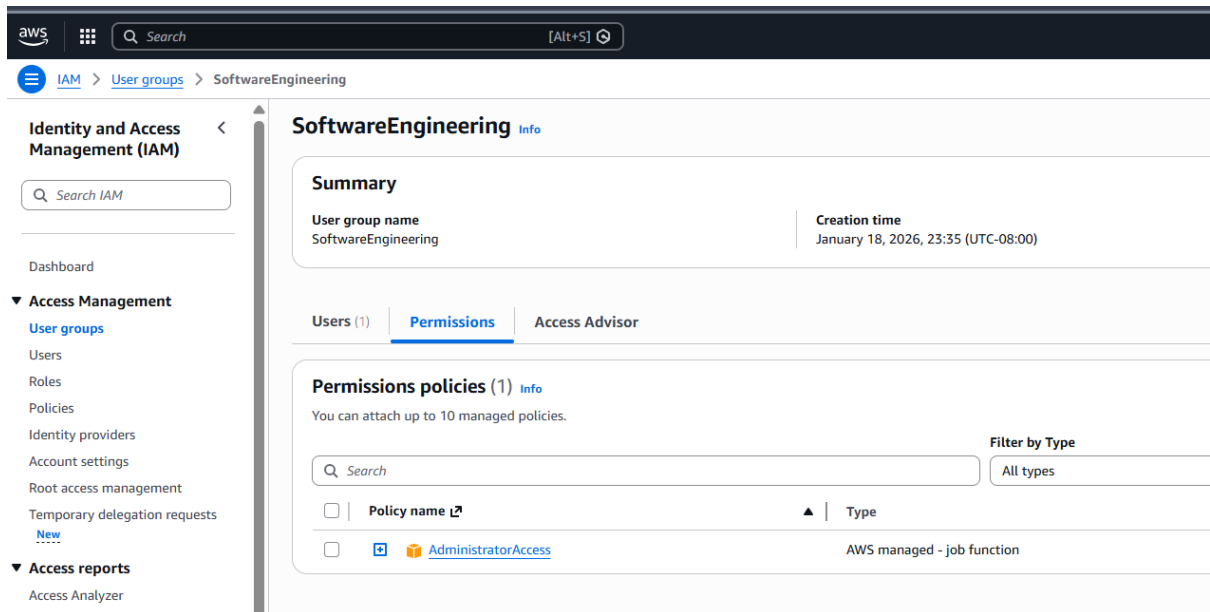 aws
Search [Alt+S]
IAM > User groups > SoftwareEngineering
Identity and Access
Management (IAM)
Search IAM
Dashboard
Access Management
User groups
Users
Roles
Policies
Identity providers
Account settings
Root access management
Temporary delegation requests
New
Access reports
Access Analyzer
SoftwareEngineering Info
Summary
User group name
SoftwareEngineering
Creation time
January 18, 2026, 23:35 (UTC-08:00)
Users (1) Permissions Access Advisor
Permissions policies (1) Info
You can attach up to 10 managed policies.
Filter by Type
Search All types
Policy name Type
AdministratorAccess AWS managed - job function